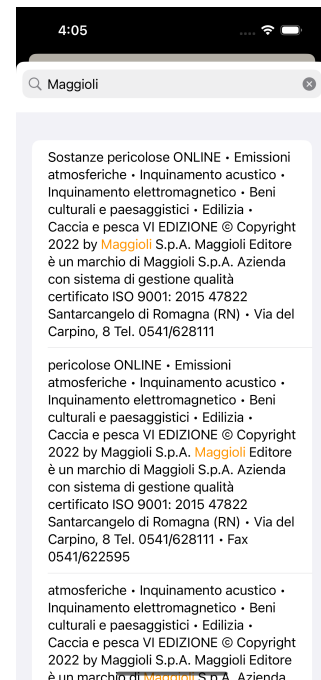 4:05
Maggioli
Sostanze pericolose ONLINE • Emissioni
atmosferiche • Inquinamento acustico •
Inquinamento elettromagnetico • Beni
culturali e paesaggistici • Edilizia •
Caccia e pesca VI EDIZIONE © Copyright
2022 by Maggioli S.p.A. Maggioli Editore
è un marchio di Maggioli S.p.A. Azienda
con sistema di gestione qualità
certificato ISO 9001: 2015 47822
Santarcangelo di Romagna (RN) • Via del
Carpino, 8 Tel. 0541/628111
pericolose ONLINE • Emissioni
atmosferiche • Inquinamento acustico •
Inquinamento elettromagnetico • Beni
culturali e paesaggistici • Edilizia •
Caccia e pesca VI EDIZIONE © Copyright
2022 by Maggioli S.p.A. Maggioli Editore
è un marchio di Maggioli S.p.A. Azienda
con sistema di gestione qualità
certificato ISO 9001: 2015 47822
Santarcangelo di Romagna (RN) • Via del
Carpino, 8 Tel. 0541/628111 • Fax
0541/622595
atmosferiche • Inquinamento acustico •
Inquinamento elettromagnetico • Beni
culturali e paesaggistici • Edilizia •
Caccia e pesca VI EDIZIONE © Copyright
2022 by Maggioli S.p.A. Maggioli Editore
è un marchio di Maggioli S.p.A. Azienda